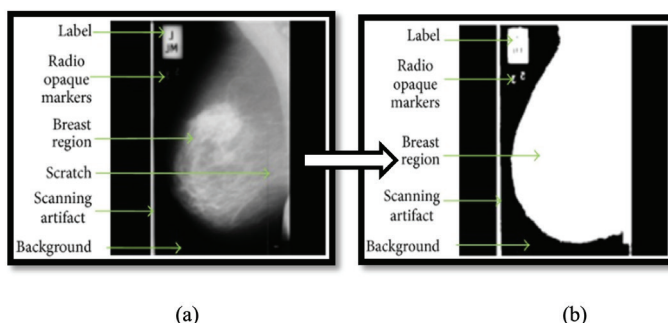 Label
Radio
opaque
markers
Breast
region
Scratch
Scanning
artifact
Background
Label
Radio
opaque
markers
Breast
region
Scanning
artifact
Background
(a)
(b)